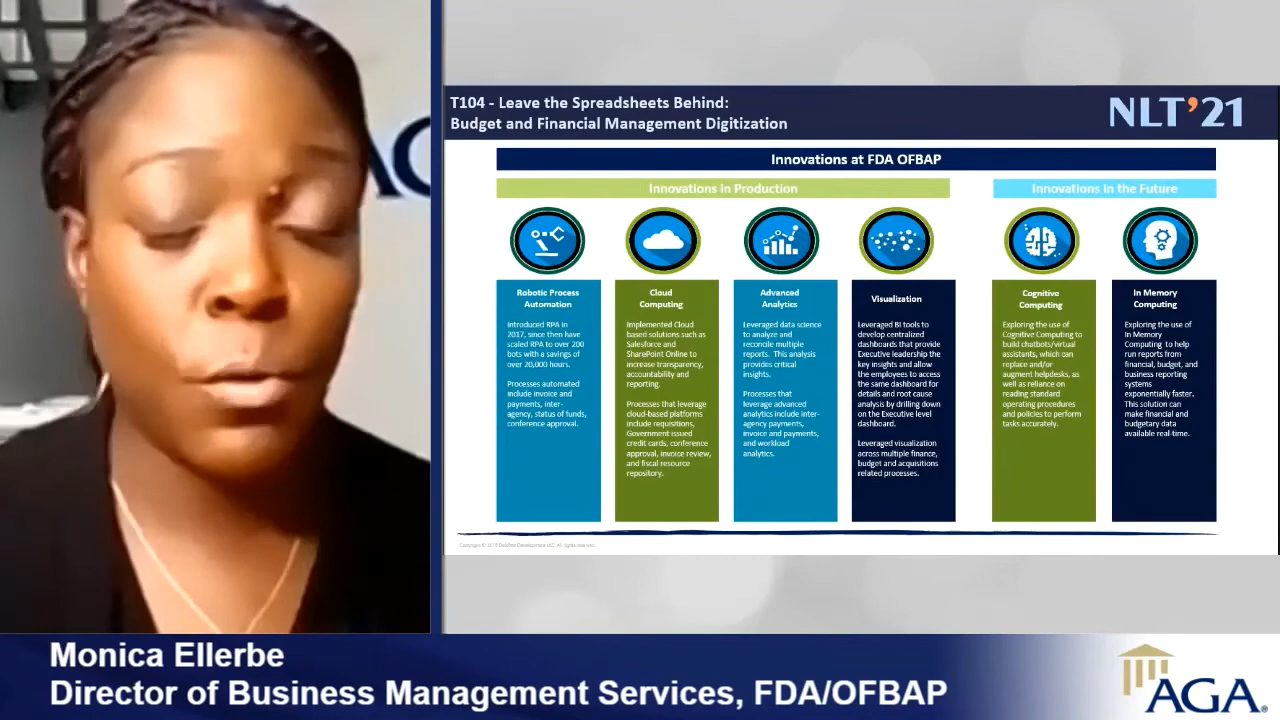 T104 - Leave the Spreadsheets Behind:
Budget and Financial Management Digitization
NLT'21
Innovations at FDA OFBAP
Innovations in Production
Innovations in the Future
Robotic Process
Automation
Introduced RPA in
2017, since then have
scaled RPA to over 200
bots with a savings of
over 20,000 hours.
Processes automated
include invoice and
payments, inter-
agency, status of funds,
conference approval.
Cloud
Computing
Implemented Cloud
based solutions such as
Salesforce and
SharePoint Online to
increase transparency,
accountability and
reporting.
Processes that leverage
cloud-based platforms
include requisitions,
Government issued
credit cards, conference
approval, invoice review,
and fiscal resource
repository.
Advanced
Analytics
Leveraged data science
to analyze and
reconcile multiple
reports. This analysis
provides critical
insights.
Processes that
leverage advanced
analytics include inter-
agency payments,
invoice and payments,
and workload
analytics.
Visualization
Leveraged BI tools to
develop centralized
dashboards that provide
Executive leadership the
key insights and allow
the employees to access
the same dashboard for
details and root cause
analysis by drilling down
on the Executive level
dashboard.
Leveraged visualization
across multiple finance,
budget and acquisitions
related processes.
Cognitive
Computing
Exploring the use of
Cognitive Computing to
build chatbots/virtual
assistants, which can
replace and/or
augment helpdesks, as
well as reliance on
reading standard
operating procedures
and policies to perform
tasks accurately.
In Memory
Computing
Exploring the use of
In Memory
Computing to help
run reports from
financial, budget, and
business reporting
systems
exponentially faster.
This solution can
make financial and
budgetary data
available real-time.
Copyright © 2019 Deloitte Development LLC. All rights reserved.
AG
Monica Ellerbe
Director of Business Management Services, FDA/OFBAP
AGA®